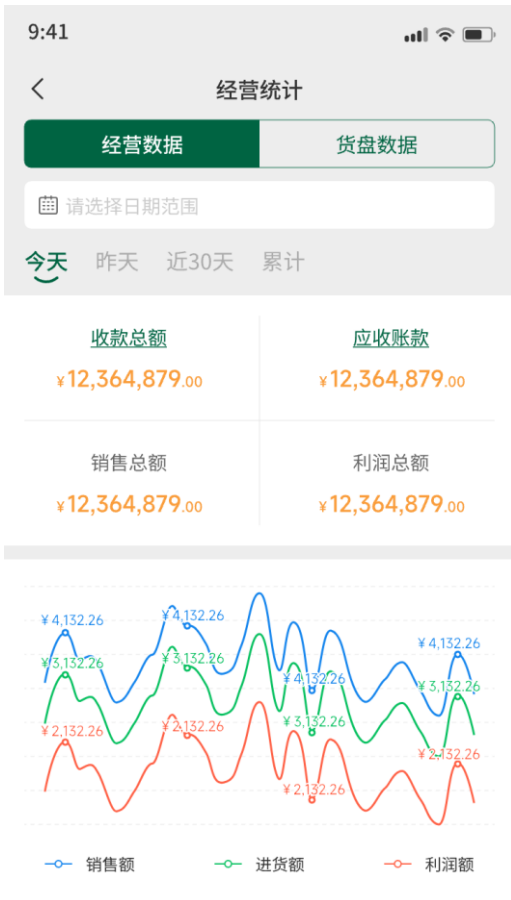 9:41
经营统计
经营数据 货盘数据
请选择日期范围
今天 昨天 近30天 累计
收款总额 应收账款
¥12,364,879.00 ¥12,364,879.00
销售总额 利润总额
¥12,364,879.00 ¥12,364,879.00
¥4,132.26 ¥4,132.26 ¥4,132.26 ¥4,132.26
¥3,132.26 ¥3,132.26 ¥3,132.26 ¥3,132.26
¥2,132.26 ¥2,132.26 ¥2,132.26 ¥2,132.26
销售额 进货额 利润额